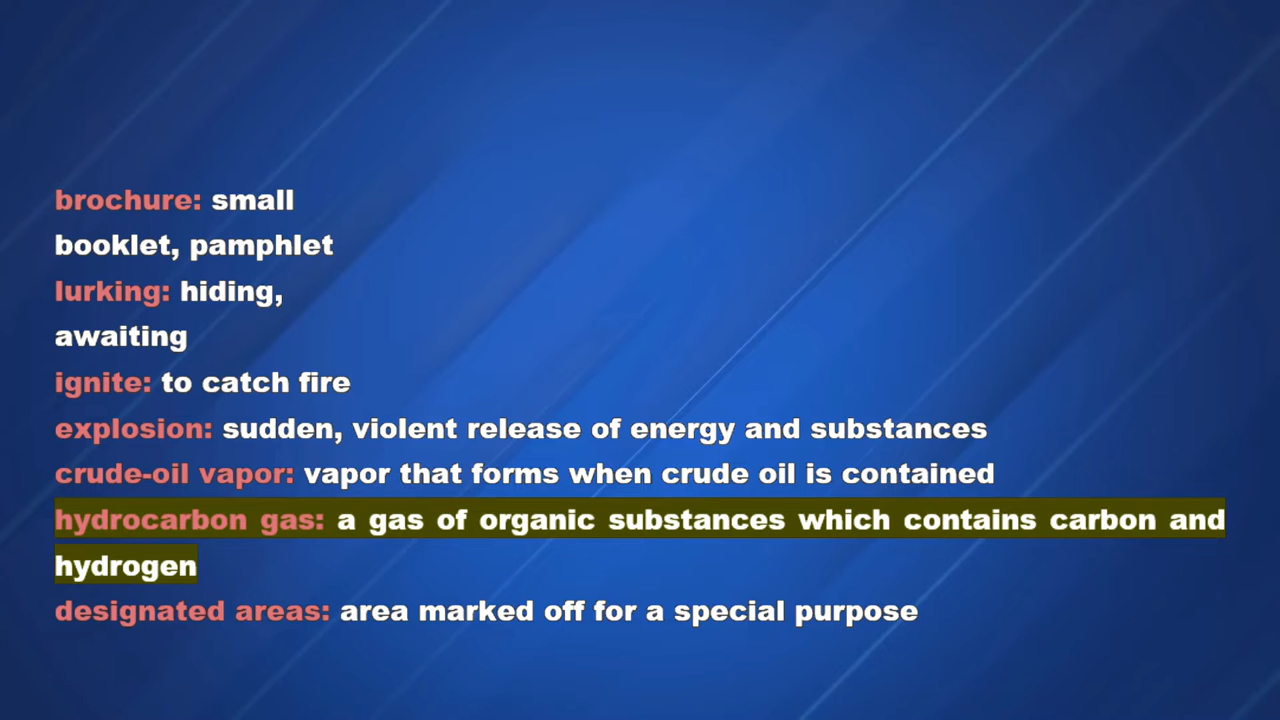 brochure: small
booklet, pamphlet
lurking: hiding,
awaiting
ignite: to catch fire
explosion: sudden, violent release of energy and substances
crude-oil vapor: vapor that forms when crude oil is contained
hydrocarbon gas: a gas of organic substances which contains carbon and
hydrogen
designated areas: area marked off for a special purpose